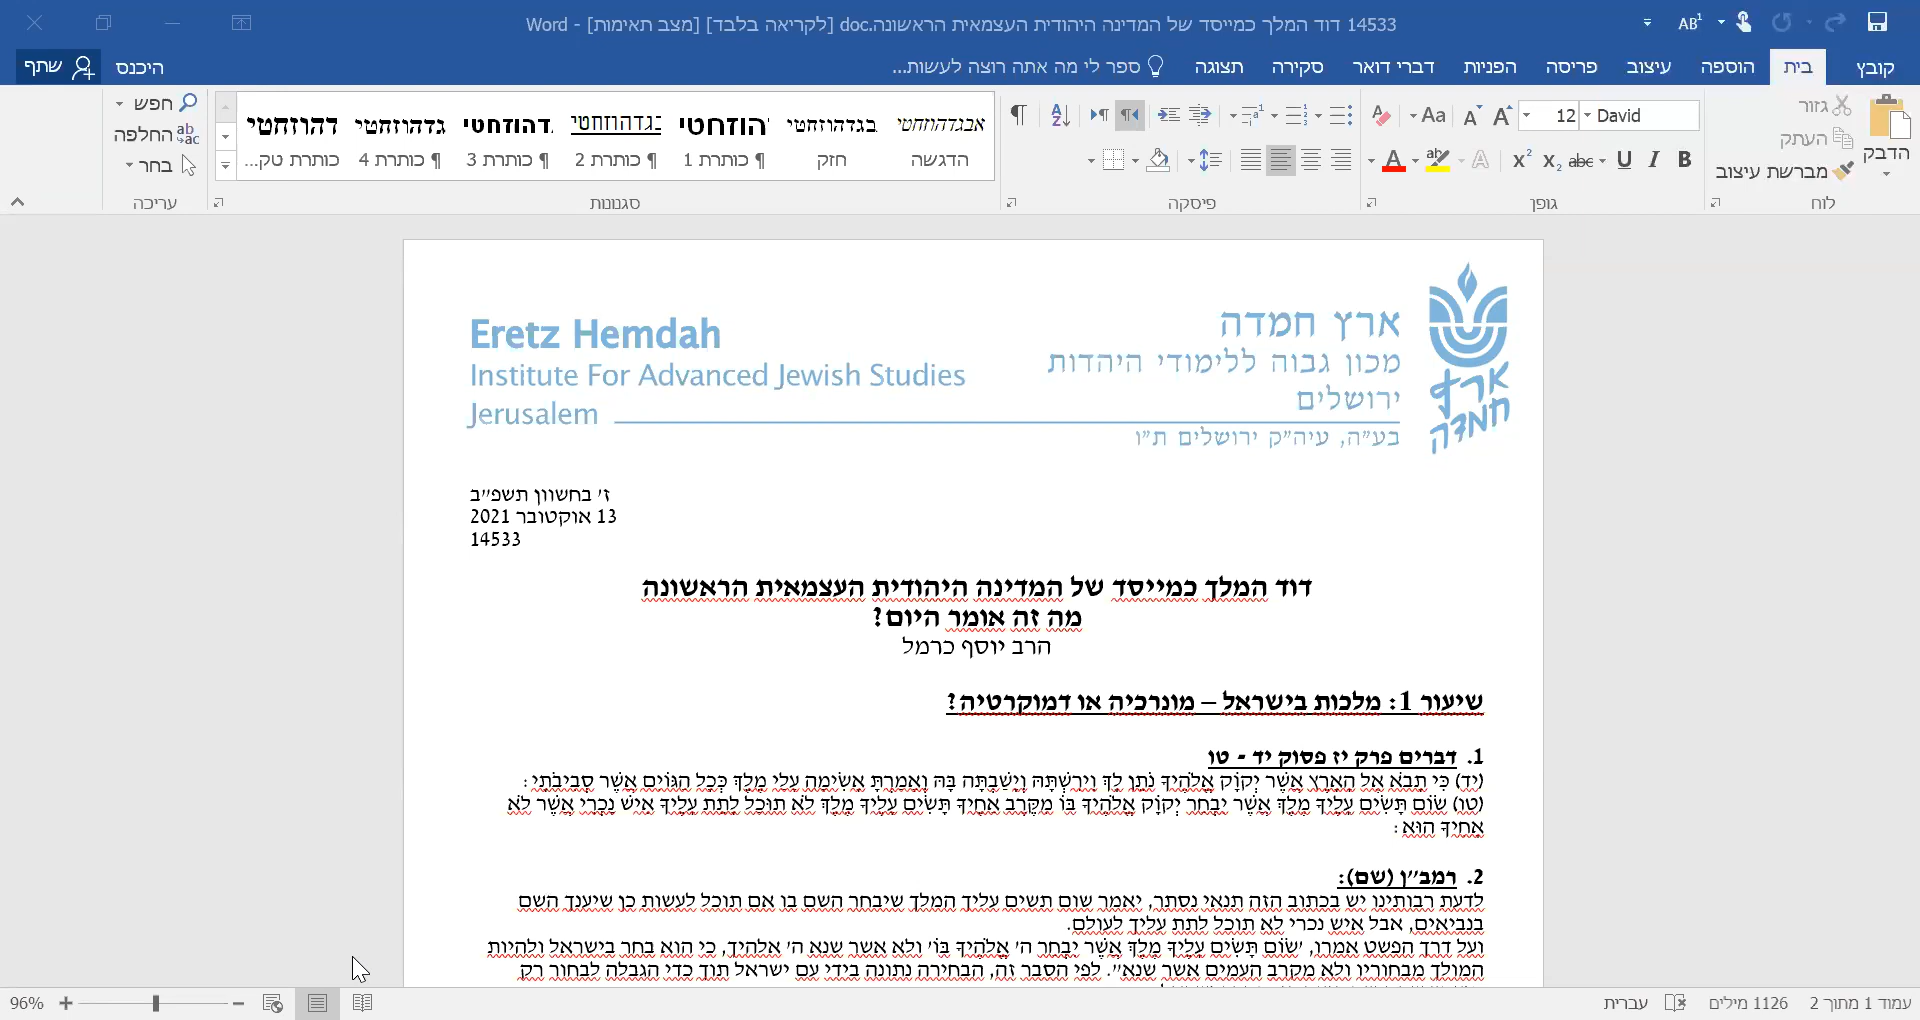 14533 דוד המלך כמייסד של המדינה היהודית העצמאית הראשונה.doc [לקריאה בלבד] [מצב תאימות] - Word
קובץ בית הוספה עיצוב פריסה הפניות דברי דואר סקירה תצוגה ספר לי מה אתה רוצה לעשות... היכנס שתף
הדבק
גזור
העתק
מברשת עיצוב
לוח
David 12
גופן
פיסקה
אבגדהוזחטי הדגשה
בגדהוזחטי חזק
הוזחטי ¶ כותרת 1
בגדהוזחטי ¶ כותרת 2
דהוזחטי ¶ כותרת 3
גדהוזחטי ¶ כותרת 4
דהוזחטי כותרת טק...
סגנונות
חפש
החלפה
בחר
עריכה
ארץ חמדה
מכון גבוה ללימודי היהדות
ירושלים
בע"ה, עיה"ק ירושלים ת"ו
ארץ
חמדה
Eretz Hemdah
Institute For Advanced Jewish Studies
Jerusalem
ז' בחשוון תשפ"ב
13 אוקטובר 2021
14533
דוד המלך כמייסד של המדינה היהודית העצמאית הראשונה
מה זה אומר היום?
הרב יוסף כרמל
שיעור 1: מלכות בישראל – מונרכיה או דמוקרטיה?
1. דברים פרק יז פסוק יד - טו
(יד) כִּי תָבֹא אֶל הָאָרֶץ אֲשֶׁר יְקֹוָק אֱלֹהֶיךָ נֹתֵן לָךְ וִירִשְׁתָּהּ וְיָשַׁבְתָּה בָּהּ וְאָמַרְתָּ אָשִׂימָה עָלַי מֶלֶךְ כְּכָל הַגּוֹיִם אֲשֶׁר סְבִיבֹתָי:
(טו) שׂוֹם תָּשִׂים עָלֶיךָ מֶלֶךְ אֲשֶׁר יִבְחַר יְקֹוָק אֱלֹהֶיךָ בּוֹ מִקֶּרֶב אַחֶיךָ תָּשִׂים עָלֶיךָ מֶלֶךְ לֹא תוּכַל לָתֵת עָלֶיךָ אִישׁ נָכְרִי אֲשֶׁר לֹא
אָחִיךָ הוּא:
2. רמב"ן (שם):
לדעת רבותינו יש בכתוב הזה תנאי נסתר, יאמר שום תשים עליך המלך שיבחר השם בו אם תוכל לעשות כן שיענך השם
בנביאים, אבל איש נכרי לא תוכל לתת עליך לעולם.
ועל דרך הפשט אמרו, 'שׂוֹם תָּשִׂים עָלֶיךָ מֶלֶךְ אֲשֶׁר יִבְחַר ה' אֱלֹהֶיךָ בּוֹ' ולא אשר שנא ה' אלהיך, כי הוא בחר בישראל ולהיות
המולך מבחוריו ולא מקרב העמים אשר שנא". לפי הסבר זה, הבחירה נתונה בידי עם ישראל תוך כדי הגבלה לבחור רק
עמוד 1 מתוך 2 1126 מילים עברית 96%